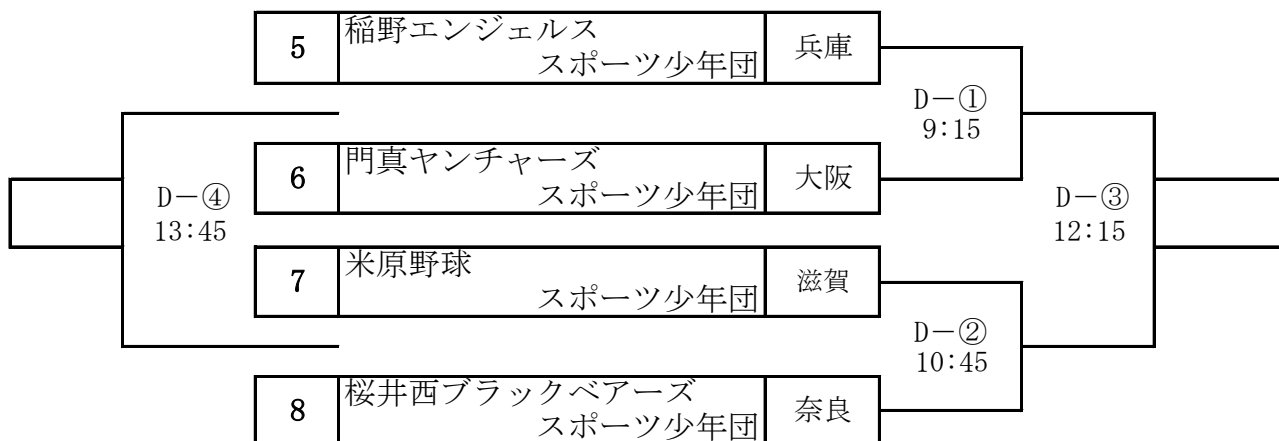 5
稲野エンジェルス
スポーツ少年団
兵庫
D-①
9:15
6
門真ヤンチャーズ
スポーツ少年団
大阪
D-④
13:45
D-③
12:15
7
米原野球
スポーツ少年団
滋賀
D-②
10:45
8
桜井西ブラックベアーズ
スポーツ少年団
奈良